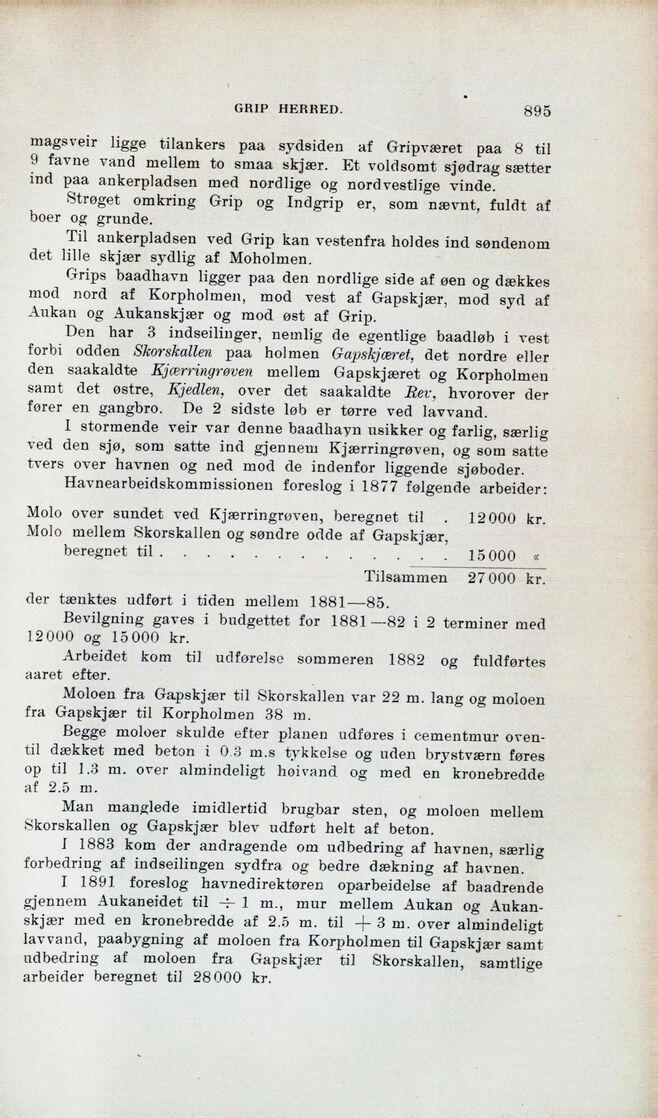 GRIP HERRED. 895
magsveir ligge tilankers paa sydsiden af Gripværet paa 8 til
9 favne vand mellem to smaa skjær. Et voldsomt sjødrag sætter
ind paa ankerpladsen med nordlige og nordvestlige vinde.
Strøget omkring Grip og Indgrip er, som nævnt, fuldt af
boer og grunde.
Til ankerpladsen ved Grip kan vestenfra holdes ind søndenom
det lille skjær sydlig af Moholmen.
Grips baadhavn ligger paa den nordlige side af øen og dækkes
mod nord af Korpholmen, mod vest af Gapskjær, mod syd af
Aukan og Aukanskjær og mod øst af Grip.
Den har 3 indseilinger, nemlig de egentlige baadløb i vest
forbi odden Skorskallen paa holmen Gapskjæret, det nordre eller
den saakaldte Kjærringrøven mellem Gapskjæret og Korpholmen
samt det østre, Kjedlen, over det saakaldte Rev, hvorover der
fører en gangbro. De 2 sidste løb er tørre ved lavvand.
I stormende veir var denne baadhavn usikker og farlig, særlig
ved den sjø, som satte ind gjennem Kjærringrøven, og som satte
tvers over havnen og ned mod de indenfor liggende sjøboder.
Havnearbeidskommissionen foreslog i 1877 følgende arbeider:
Molo over sundet ved Kjærringrøven, beregnet til . 12000 kr.
Molo mellem Skorskallen og søndre odde af Gapskjær,
beregnet til . . . . . . . . . . . . . 15000 «
Tilsammen 27000 kr.
der tænktes udført i tiden mellem 1881—85.
Bevilgning gaves i budgettet for 1881—82 i 2 terminer med
12000 og 15000 kr.
Arbeidet kom til udførelse sommeren 1882 og fuldførtes
aaret efter.
Moloen fra Gapskjær til Skorskallen var 22 m. lang og moloen
fra Gapskjær til Korpholmen 38 m.
Begge moloer skulde efter planen udføres i cementmur oven-
til dækket med beton i 0.3 m.s tykkelse og uden brystværn føres
op til 1.3 m. over almindeligt høivand og med en kronebredde
af 2.5 m.
Man manglede imidlertid brugbar sten, og moloen mellem
Skorskallen og Gapskjær blev udført helt af beton.
I 1883 kom der andragende om udbedring af havnen, særlig
forbedring af indseilingen sydfra og bedre dækning af havnen.
I 1891 foreslog havnedirektøren oparbeidelse af baadrende
gjennem Aukaneidet til ÷ 1 m., mur mellem Aukan og Aukan-
skjær med en kronebredde af 2.5 m. til + 3 m. over almindeligt
lavvand, paabygning af moloen fra Korpholmen til Gapskjær samt
udbedring af moloen fra Gapskjær til Skorskallen, samtlige
arbeider beregnet til 28000 kr.